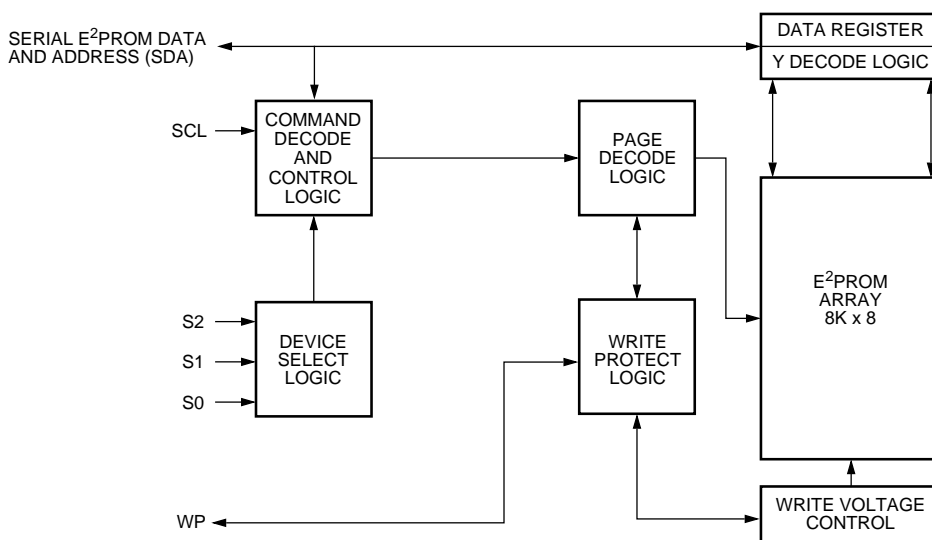 SERIAL E²PROM DATA
AND ADDRESS (SDA)
DATA REGISTER
Y DECODE LOGIC
SCL
COMMAND
DECODE
AND
CONTROL
LOGIC
PAGE
DECODE
LOGIC
E²PROM
ARRAY
8K x 8
S2
S1
S0
DEVICE
SELECT
LOGIC
WRITE
PROTECT
LOGIC
WP
WRITE VOLTAGE
CONTROL